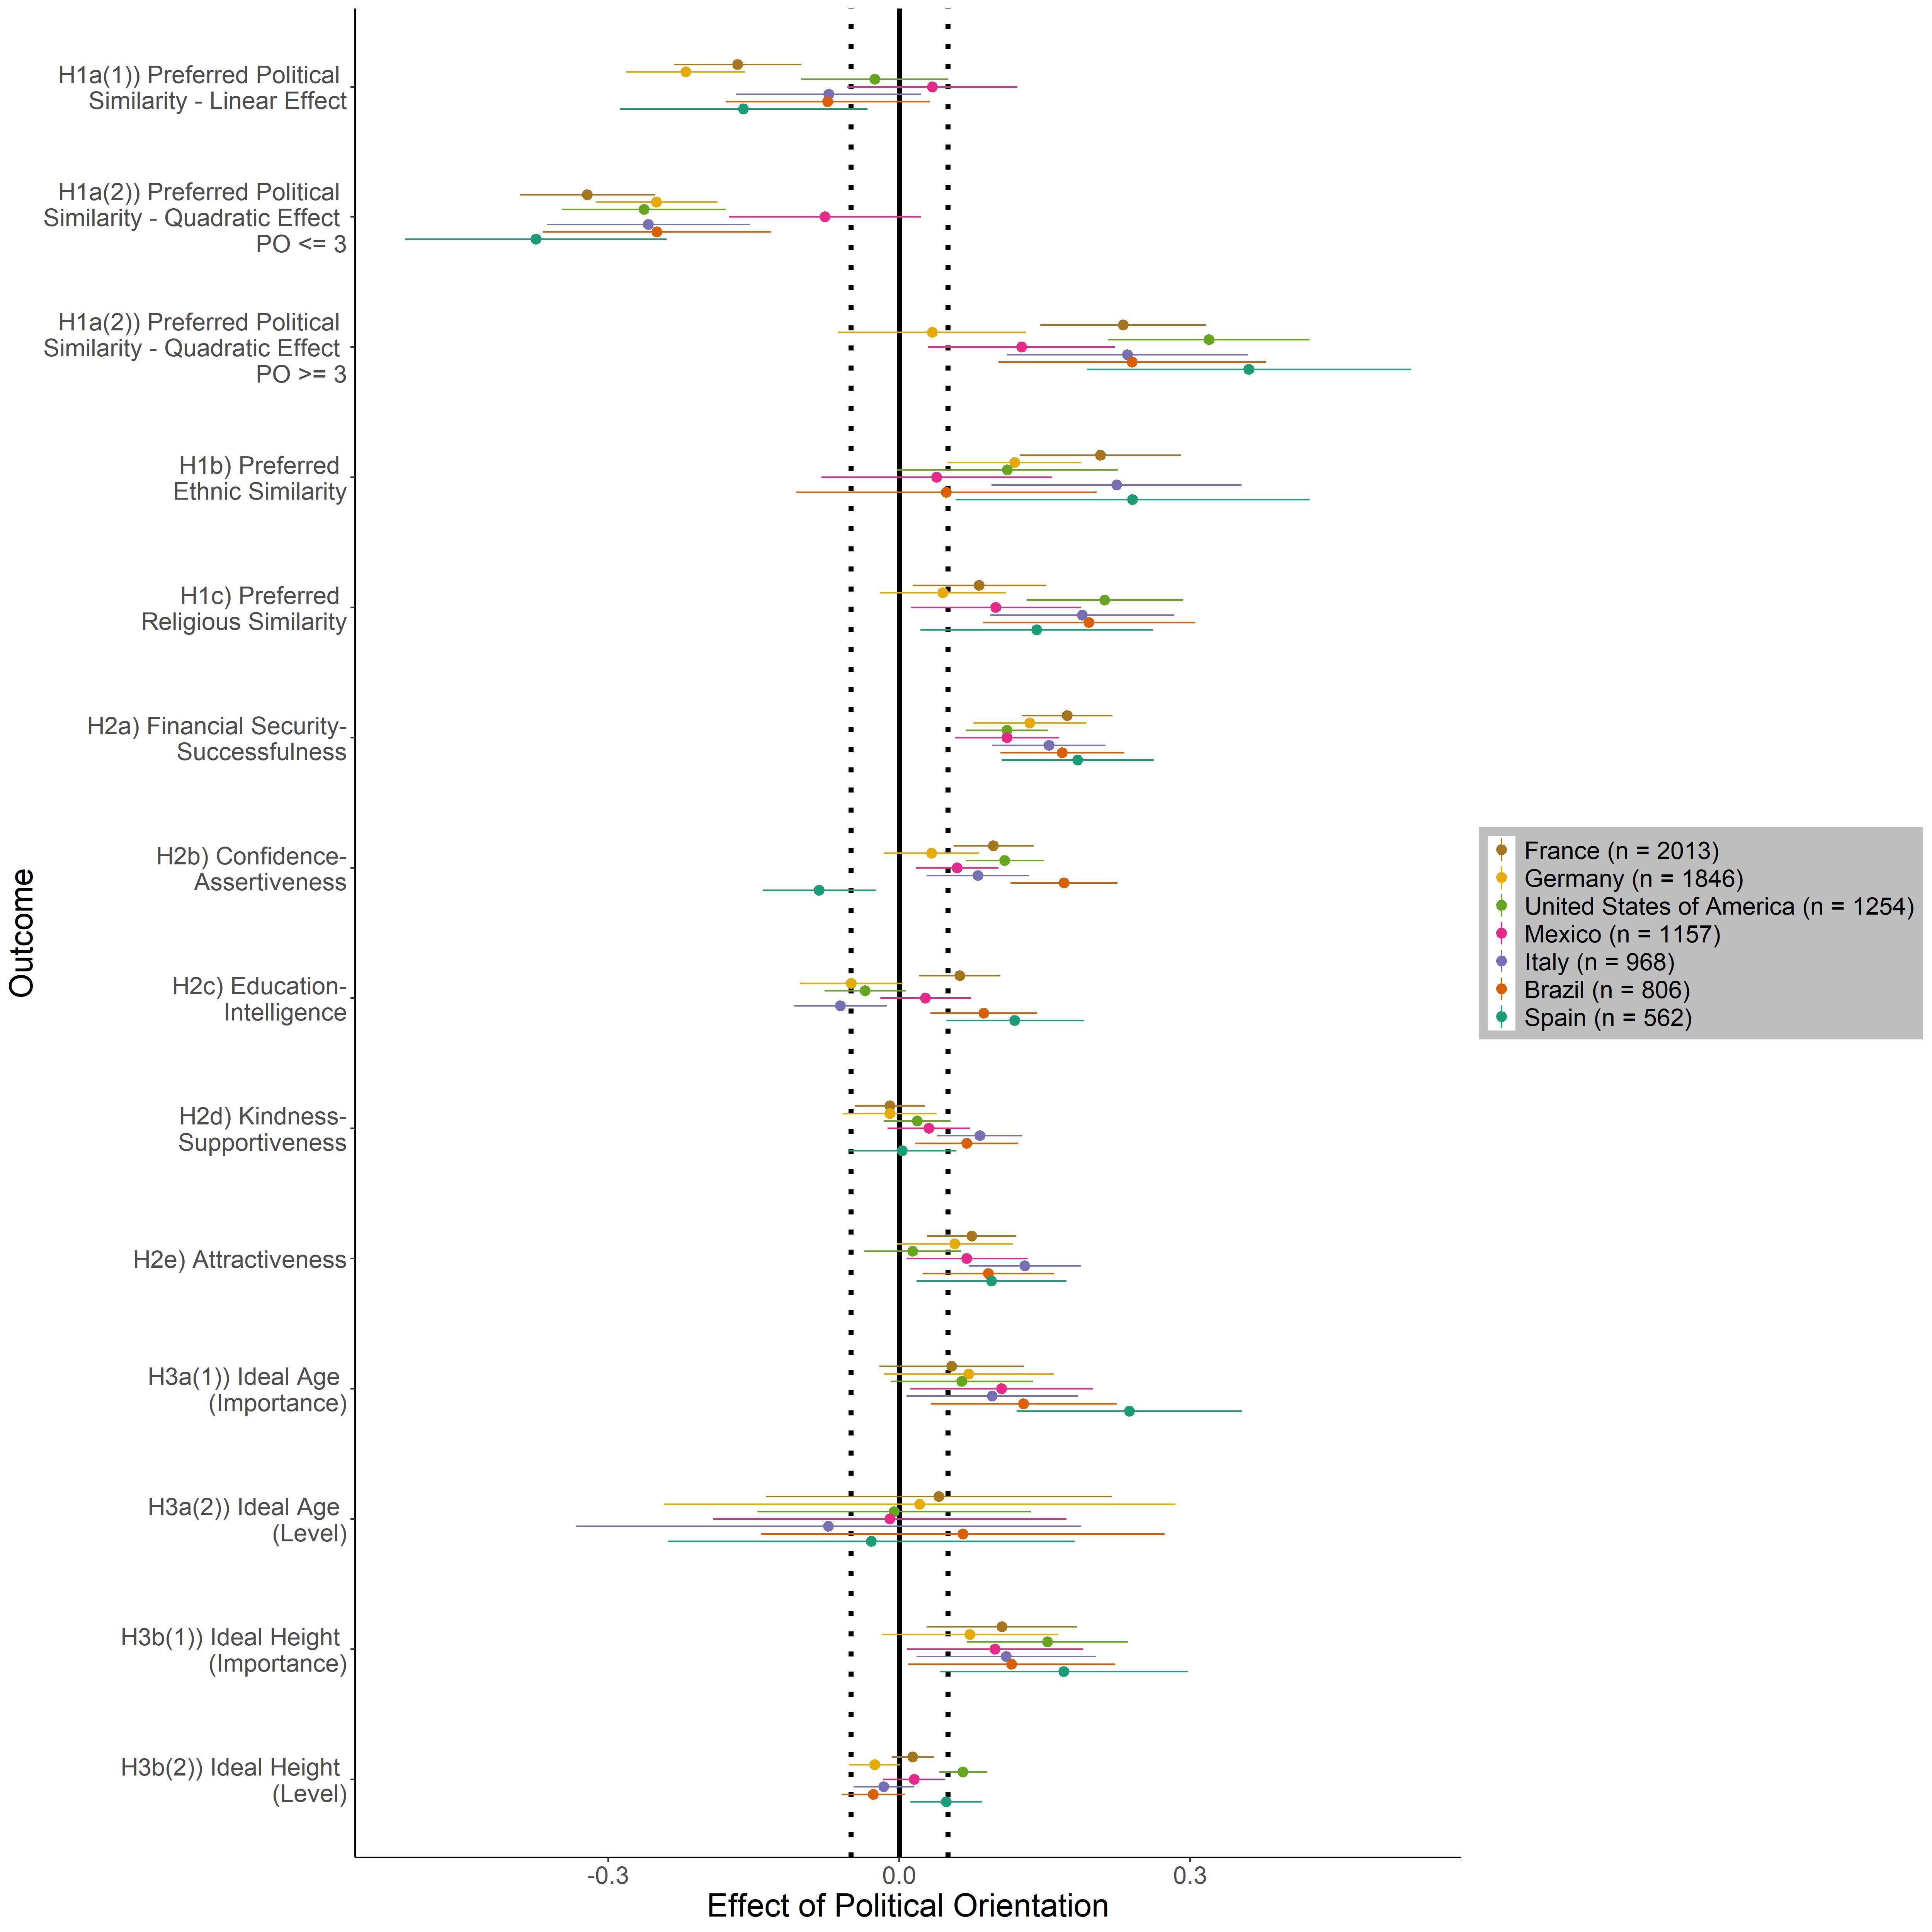 H1a(1)) Preferred Political
Similarity - Linear Effect
H1a(2)) Preferred Political
Similarity - Quadratic Effect
PO <= 3
H1a(2)) Preferred Political
Similarity - Quadratic Effect
PO >= 3
H1b) Preferred
Ethnic Similarity
H1c) Preferred
Religious Similarity
H2a) Financial Security-
Successfulness
H2b) Confidence-
Assertiveness
H2c) Education-
Intelligence
H2d) Kindness-
Supportiveness
H2e) Attractiveness
H3a(1)) Ideal Age
(Importance)
H3a(2)) Ideal Age
(Level)
H3b(1)) Ideal Height
(Importance)
H3b(2)) Ideal Height
(Level)
Outcome
-0.3 0.0 0.3
Effect of Political Orientation
France (n = 2013)
Germany (n = 1846)
United States of America (n = 1254)
Mexico (n = 1157)
Italy (n = 968)
Brazil (n = 806)
Spain (n = 562)